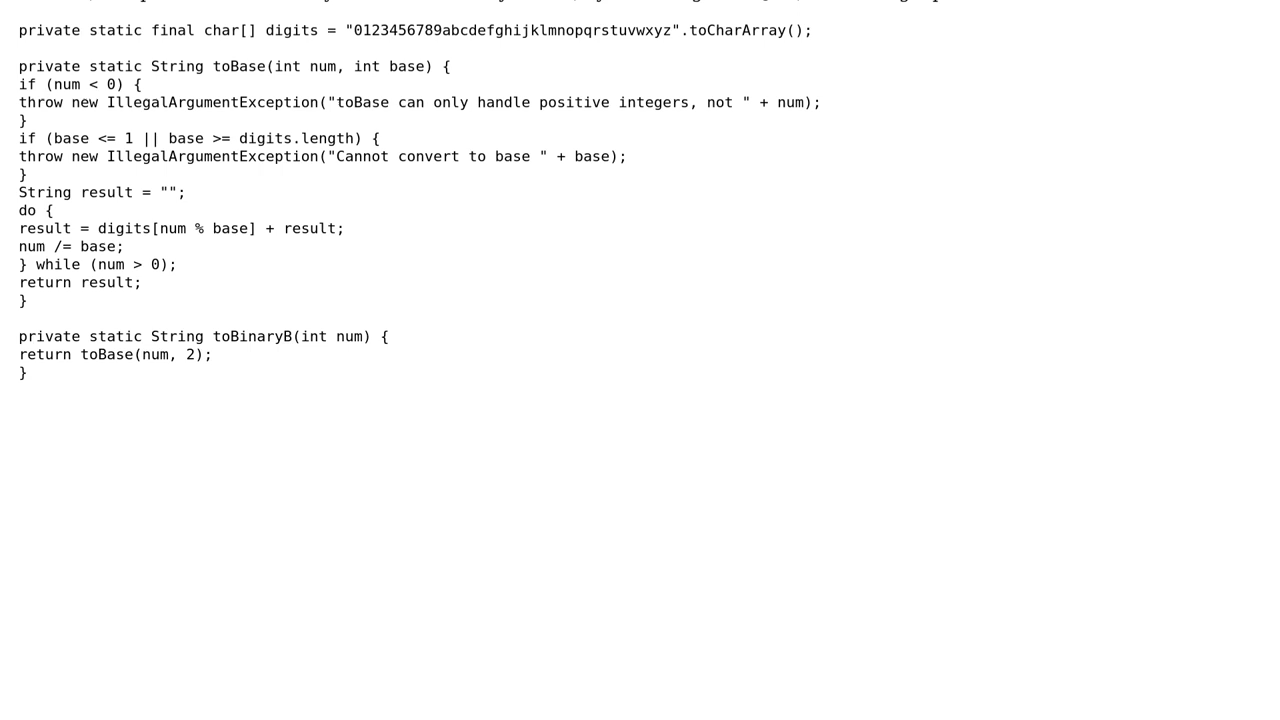 private static final char[] digits = "0123456789abcdefghijklmnopqrstuvwxyz".toCharArray();
private static String toBase(int num, int base) {
if (num < 0) {
throw new IllegalArgumentException("toBase can only handle positive integers, not " + num);
}
if (base <= 1 || base >= digits.length) {
throw new IllegalArgumentException("Cannot convert to base " + base);
}
String result = "";
do {
result = digits[num % base] + result;
num /= base;
} while (num > 0);
return result;
}
private static String toBinaryB(int num) {
return toBase(num, 2);
}